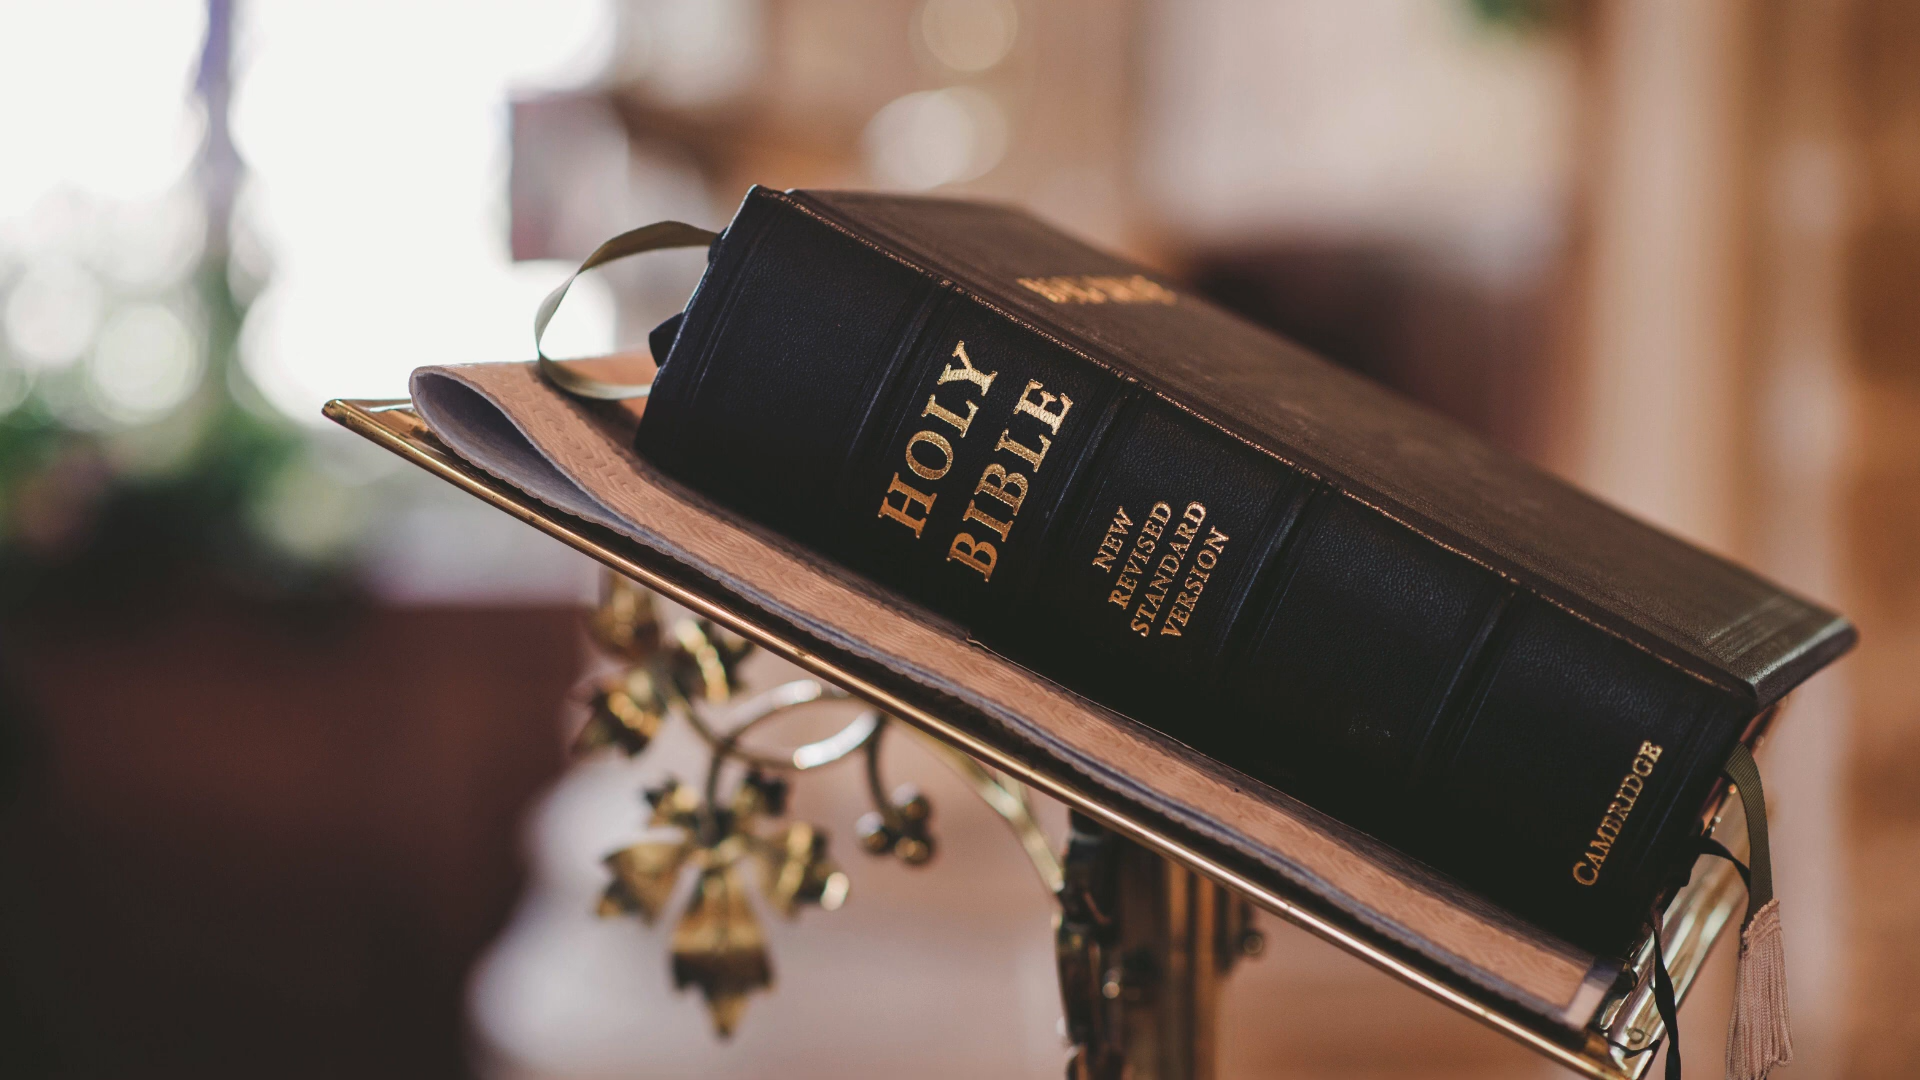 HOLY
BIBLE
NEW
REVISED
STANDARD
VERSION
CAMBRIDGE